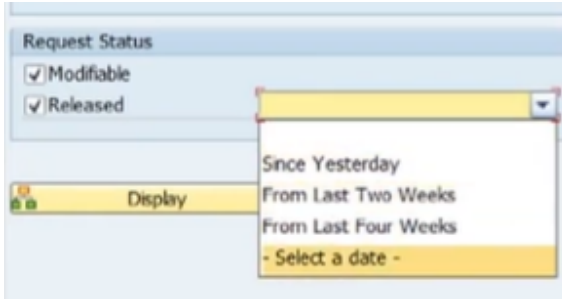 Request Status
Modifiable
Released
Since Yesterday
From Last Two Weeks
Display
From Last Four Weeks
- Select a date -